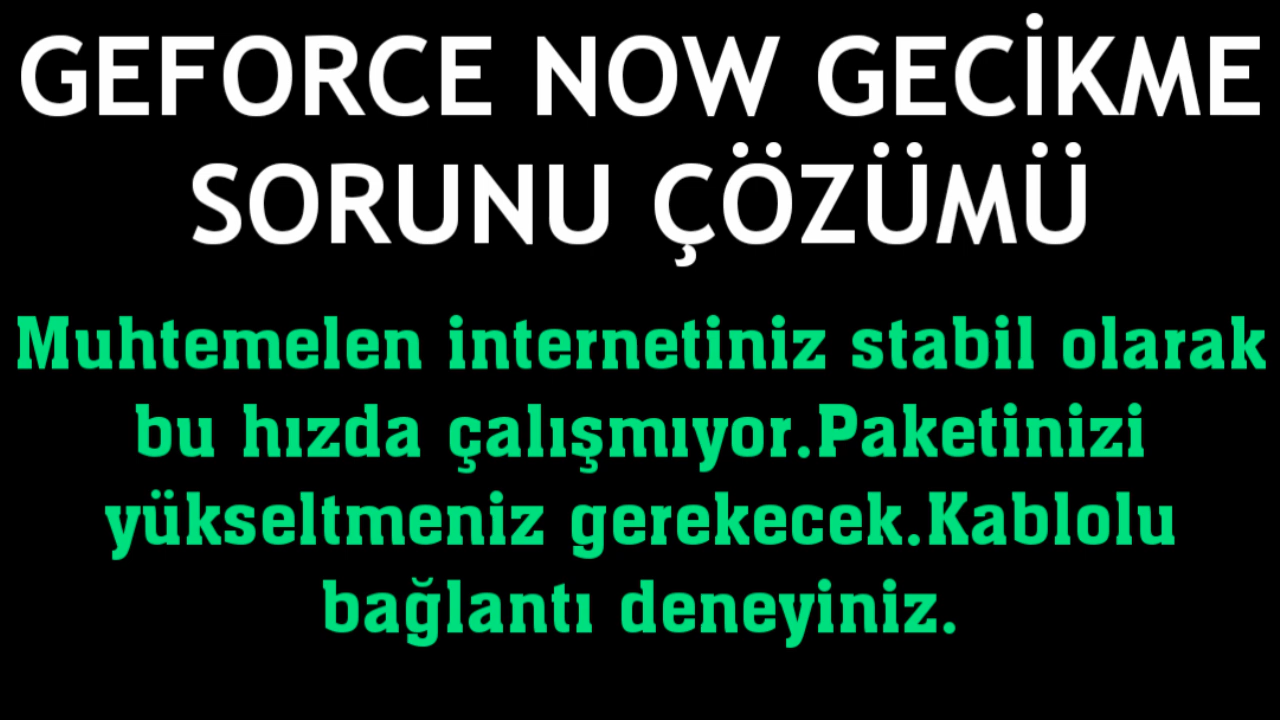 GEFORCE NOW GECİKME
SORUNU ÇÖZÜMÜ
Muhtemelen internetiniz stabil olarak
bu hızda çalışmıyor.Paketinizi
yükseltmeniz gerekecek.Kablolu
bağlantı deneyiniz.